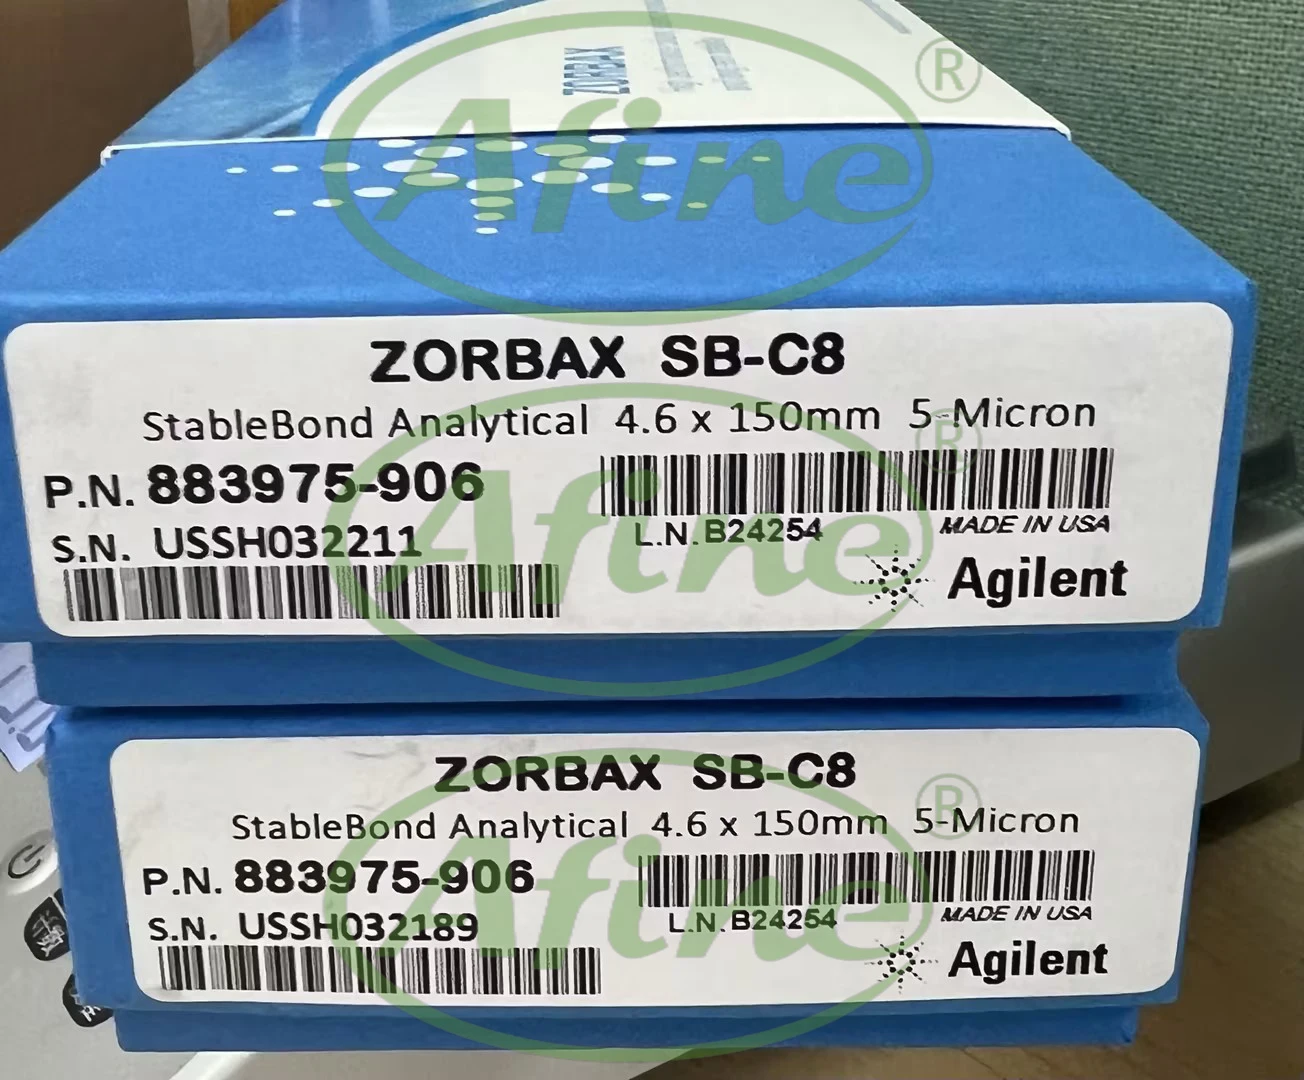 ZORBAX
Afine ®
ZORBAX SB-C8
StableBond Analytical 4.6 x 150mm 5-Micron
P.N. 883975-906
S.N. USSH032211
L.N. B24254
MADE IN USA
Agilent
Afine ®
ZORBAX SB-C8
StableBond Analytical 4.6 x 150mm 5-Micron
P.N. 883975-906
S.N. USSH032189
L.N. B24254
MADE IN USA
Agilent
Afine ®